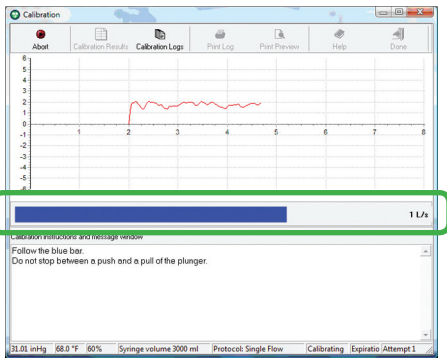 Calibration
Abort Calibration Results Calibration Logs Print Log Print Preview Help Done
6
5
4
3
2
1
0
-1
-2
-3
-4
-5
-6
1 2 3 4 5 6 7 8
1 L/s
Calibration instructions and message window
Follow the blue bar.
Do not stop between a push and a pull of the plunger.
31.01 inHg 68.0 °F 60% Syringe volume 3000 ml Protocol: Single Flow Calibrating Expiratio Attempt 1